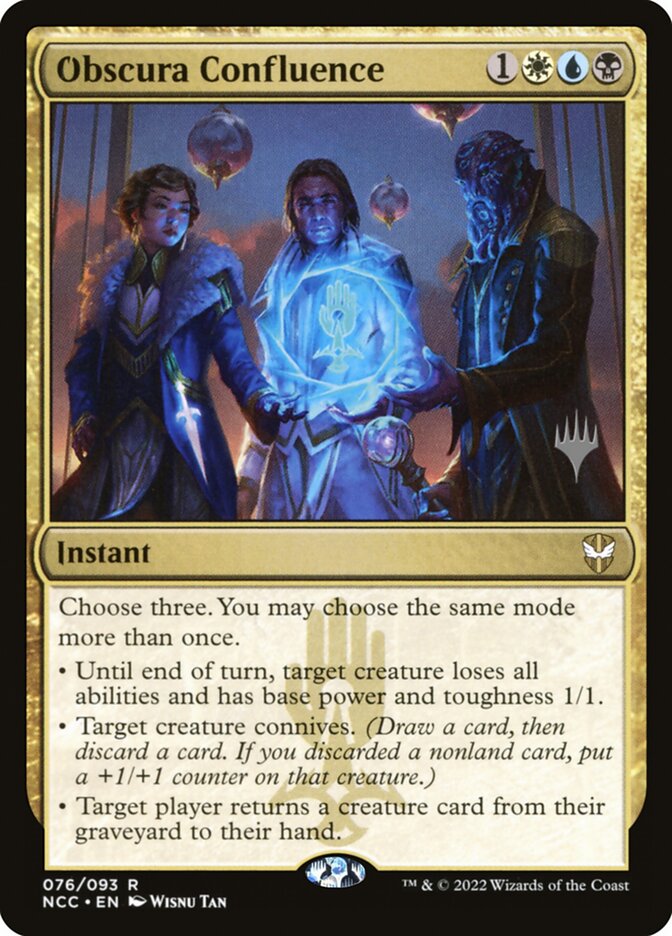 Obscura Confluence 1
Instant
Choose three. You may choose the same mode
more than once.
• Until end of turn, target creature loses all
abilities and has base power and toughness 1/1.
• Target creature connives. (Draw a card, then
discard a card. If you discarded a nonland card, put
a +1/+1 counter on that creature.)
• Target player returns a creature card from their
graveyard to their hand.
076/093 R
NCC • EN Wisnu Tan
™ & © 2022 Wizards of the Coast